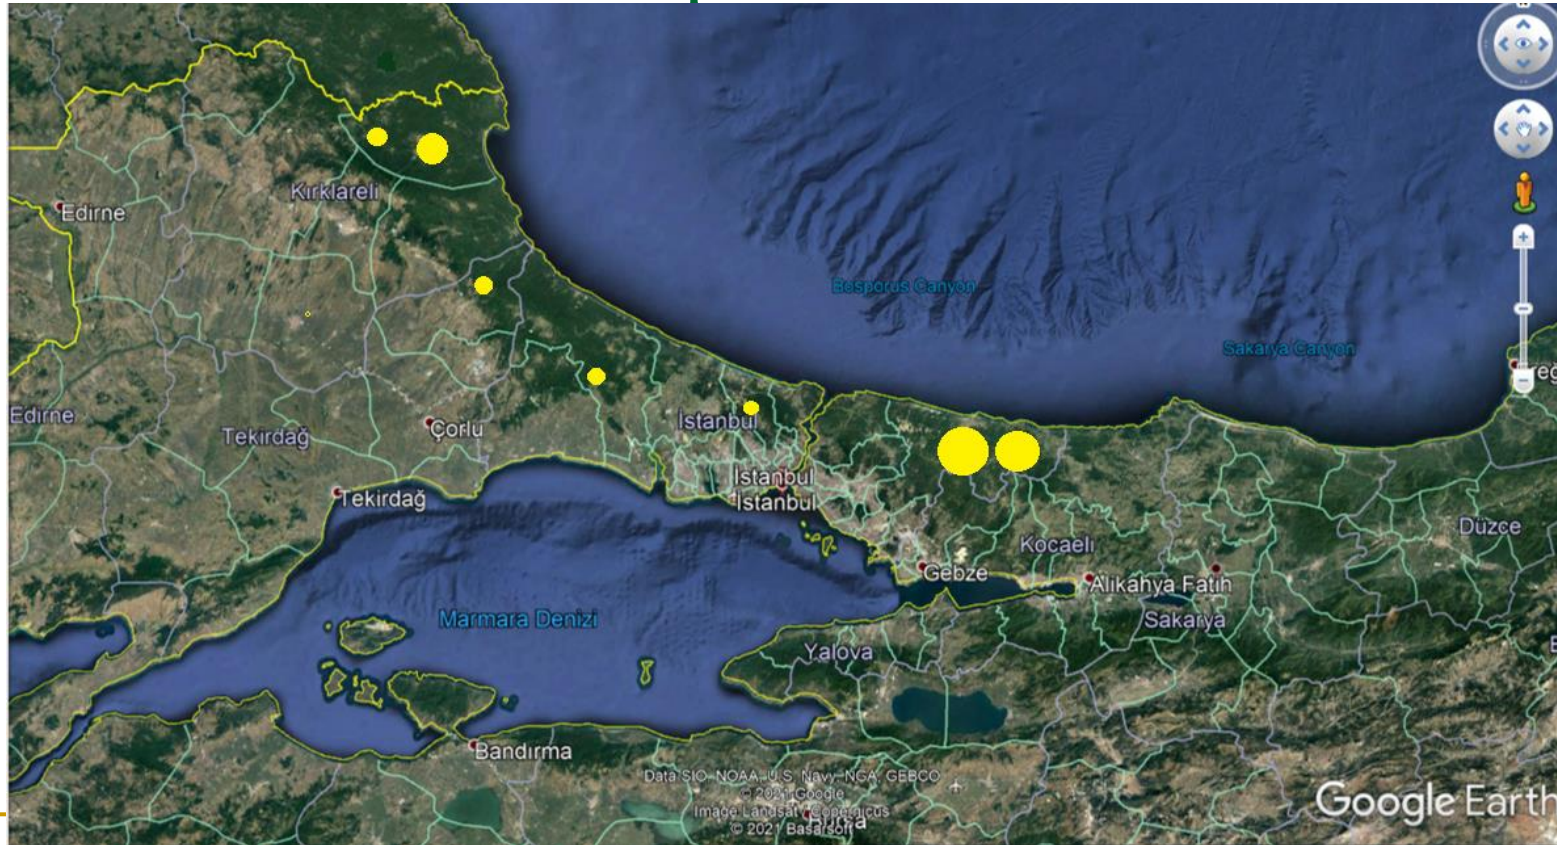 Kırklareli
Edirne
Bosporus Canyon
Sakarya Canyon
Edirne
Tekirdağ
Çorlu
İstanbul
İstanbul
İstanbul
Tekirdağ
Düzce
Kocaeli
Gebze
Alikahya Fatih
Sakarya
Marmara Denizi
Yalova
Bandırma
Data SIO, NOAA, U.S. Navy, NGA, GEBCO
© 2021 Google
Image Landsat / Copernicus
© 2021 Basarsoft
Bursa
Google Earth